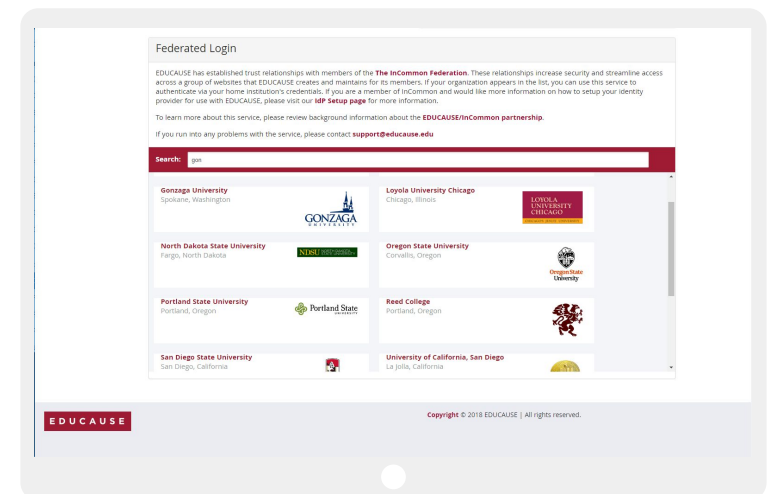 Federated Login
EDUCAUSE has established trust relationships with members of the The InCommon Federation. These relationships increase security and streamline access
across a group of websites that EDUCAUSE creates and maintains for its members. If your organization appears in the list, you can use this service to
authenticate via your home institution's credentials. If you are a member of InCommon and would like more information on how to setup your identity
provider for use with EDUCAUSE, please visit our IdP Setup page for more information.
To learn more about this service, please review background information about the EDUCAUSE/InCommon partnership.
If you run into any problems with the service, please contact support@educause.edu
Search: gon
Gonzaga University
Spokane, Washington
GONZAGA
UNIVERSITY
Loyola University Chicago
Chicago, Illinois
LOYOLA
UNIVERSITY
CHICAGO
North Dakota State University
Fargo, North Dakota
NDSU
Oregon State University
Corvallis, Oregon
Oregon State
University
Portland State University
Portland, Oregon
Portland State
UNIVERSITY
Reed College
Portland, Oregon
San Diego State University
San Diego, California
University of California, San Diego
La Jolla, California
EDUCAUSE
Copyright © 2018 EDUCAUSE | All rights reserved.